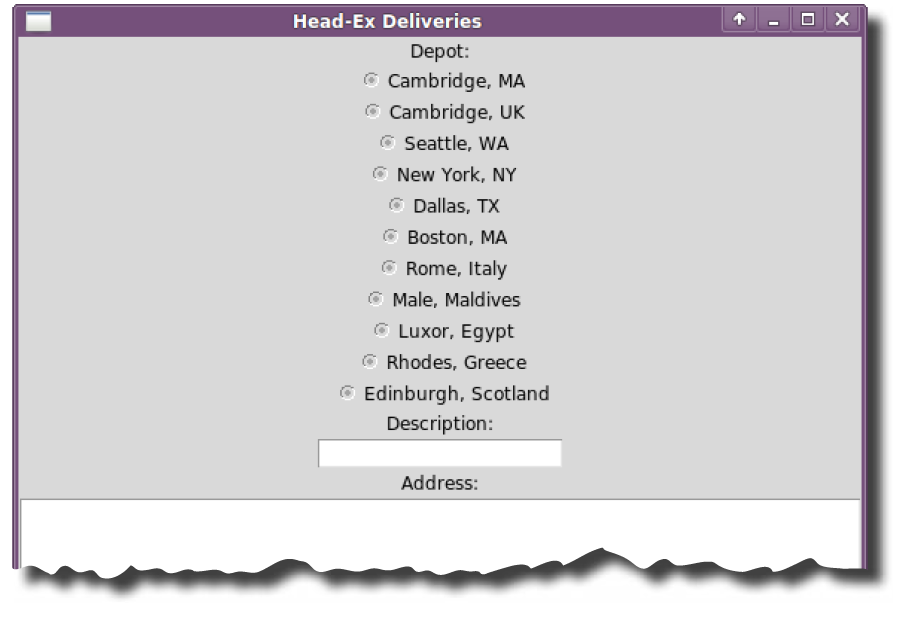 Head-Ex Deliveries
Depot:
Cambridge, MA
Cambridge, UK
Seattle, WA
New York, NY
Dallas, TX
Boston, MA
Rome, Italy
Male, Maldives
Luxor, Egypt
Rhodes, Greece
Edinburgh, Scotland
Description:
Address: